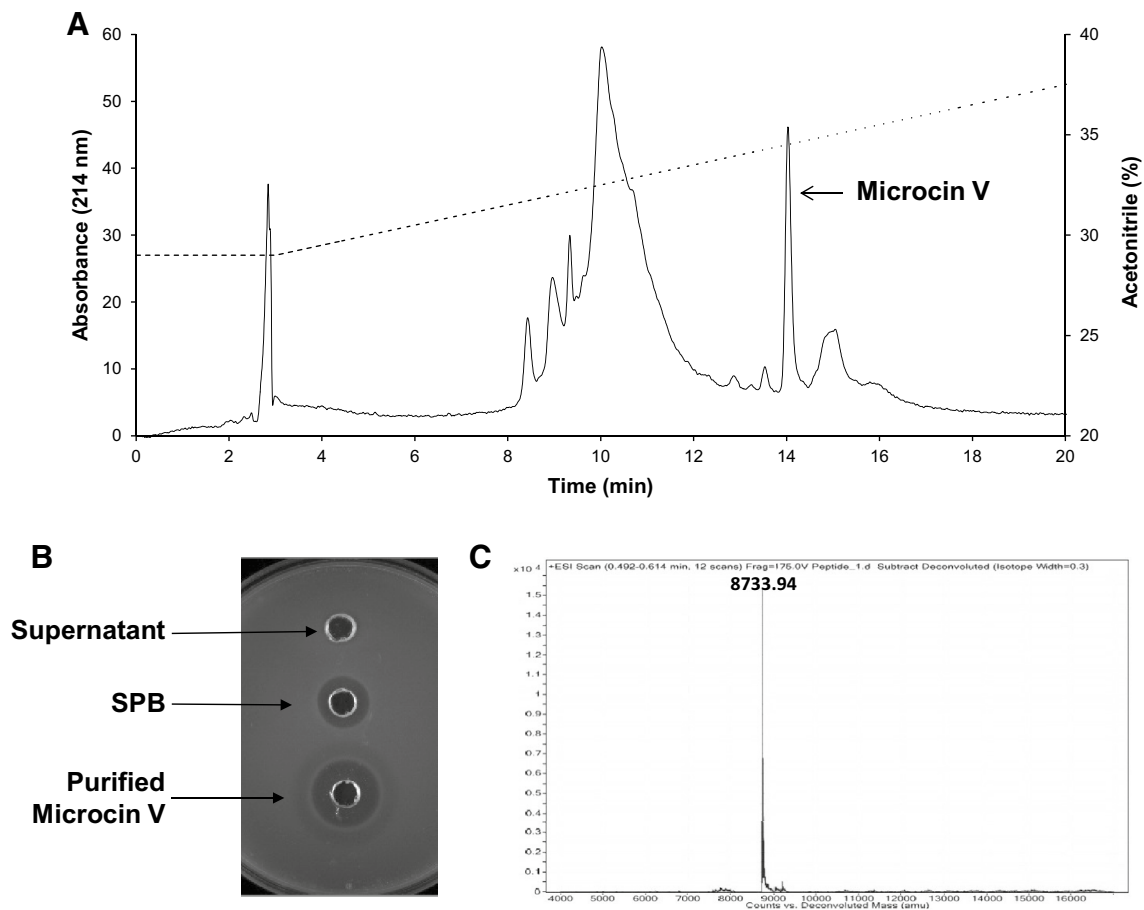 A
60
50
40
30
20
10
0
Absorbance (214 nm)
40
35
30
25
20
Acetonitrile (%)
Microcin V
0 2 4 6 8 10 12 14 16 18 20
Time (min)
B
Supernatant
SPB
Purified
Microcin V
C
×10 4
+ESI Scan (0.492-0.614 min, 12 scans) Frag=175.0V Peptide_1.d Subtract Deconvoluted (Isotope Width=0.3)
8733.94
1.5
1.4
1.3
1.2
1.1
1
0.9
0.8
0.7
0.6
0.5
0.4
0.3
0.2
0.1
0
4000 5000 6000 7000 8000 9000 10000 11000 12000 13000 14000 15000 16000
Counts vs. Deconvoluted Mass (amu)